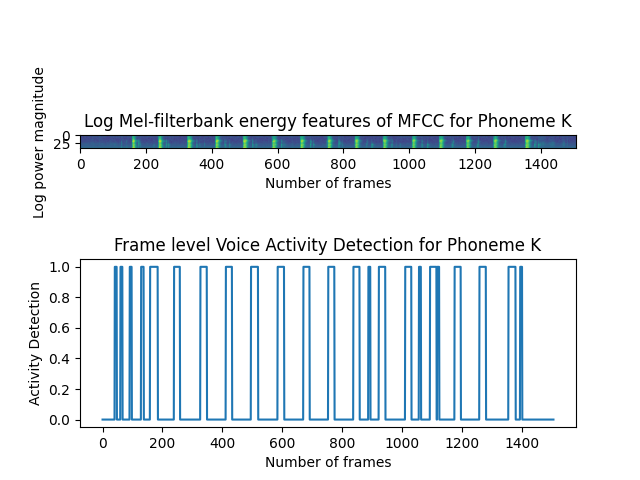 Log Mel-filterbank energy features of MFCC for Phoneme K
Log power magnitude
0
25
0 200 400 600 800 1000 1200 1400
Number of frames
Frame level Voice Activity Detection for Phoneme K
Activity Detection
1.0
0.8
0.6
0.4
0.2
0.0
0 200 400 600 800 1000 1200 1400
Number of frames